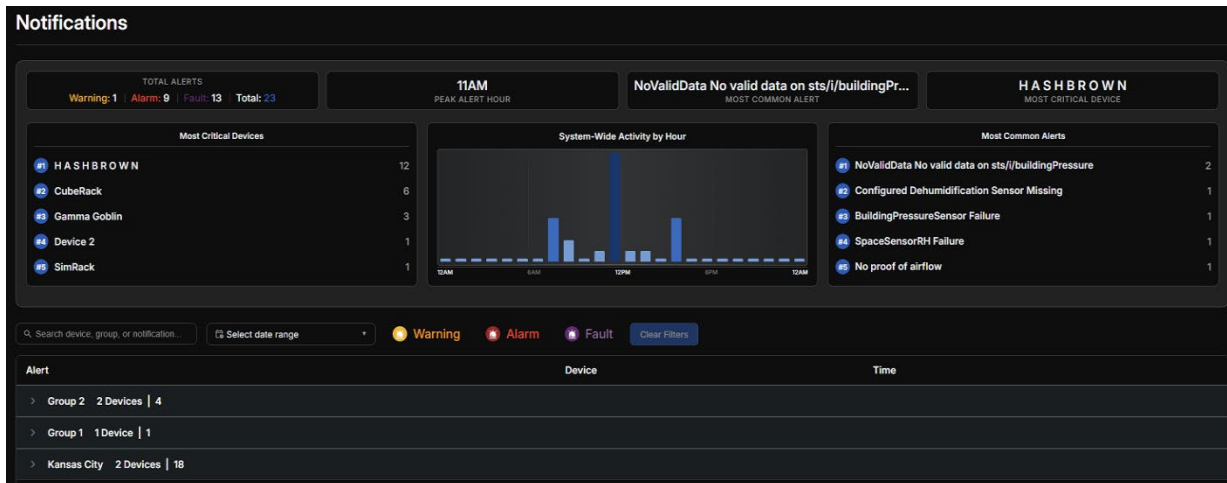 Notifications
TOTAL ALERTS
Warning: 1 | Alarm: 9 | Fault: 13 | Total: 23
11AM
PEAK ALERT HOUR
NoValidData No valid data on sts/i/buildingPr...
MOST COMMON ALERT
HASHBROWN
MOST CRITICAL DEVICE
Most Critical Devices
#1 HASHBROWN 12
#2 CubeRack 6
#3 Gamma Goblin 3
#4 Device 2 1
#5 SimRack 1
System-Wide Activity by Hour
12AM 6AM 12PM 6PM 12AM
Most Common Alerts
#1 NoValidData No valid data on sts/i/buildingPressure 2
#2 Configured Dehumidification Sensor Missing 1
#3 BuildingPressureSensor Failure 1
#4 SpaceSensorRH Failure 1
#5 No proof of airflow 1
Search device, group, or notification... Select date range Warning Alarm Fault Clear Filters
Alert Device Time
> Group 2 2 Devices | 4
> Group 1 1 Device | 1
> Kansas City 2 Devices | 18